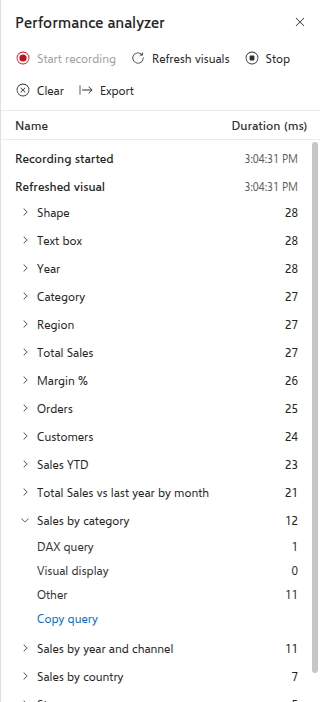 Performance analyzer
Start recording Refresh visuals Stop
Clear Export
Name Duration (ms)
Recording started 3:04:31 PM
Refreshed visual 3:04:31 PM
Shape 28
Text box 28
Year 28
Category 27
Region 27
Total Sales 27
Margin % 26
Orders 25
Customers 24
Sales YTD 23
Total Sales vs last year by month 21
Sales by category 12
DAX query 1
Visual display 0
Other 11
Copy query
Sales by year and channel 11
Sales by country 7